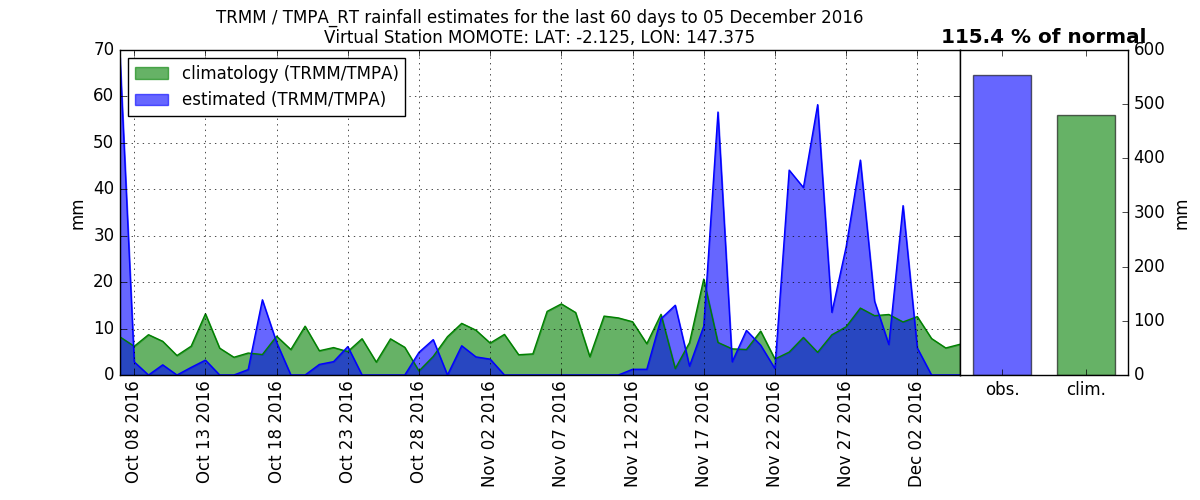 TRMM / TMPA_RT rainfall estimates for the last 60 days to 05 December 2016
Virtual Station MOMOTE: LAT: -2.125, LON: 147.375
115.4 % of normal
climatology (TRMM/TMPA)
estimated (TRMM/TMPA)
70
60
50
40
30
20
10
0
mm
Oct 08 2016
Oct 13 2016
Oct 18 2016
Oct 23 2016
Oct 28 2016
Nov 02 2016
Nov 07 2016
Nov 12 2016
Nov 17 2016
Nov 22 2016
Nov 27 2016
Dec 02 2016
obs.
clim.
600
500
400
300
200
100
0
mm